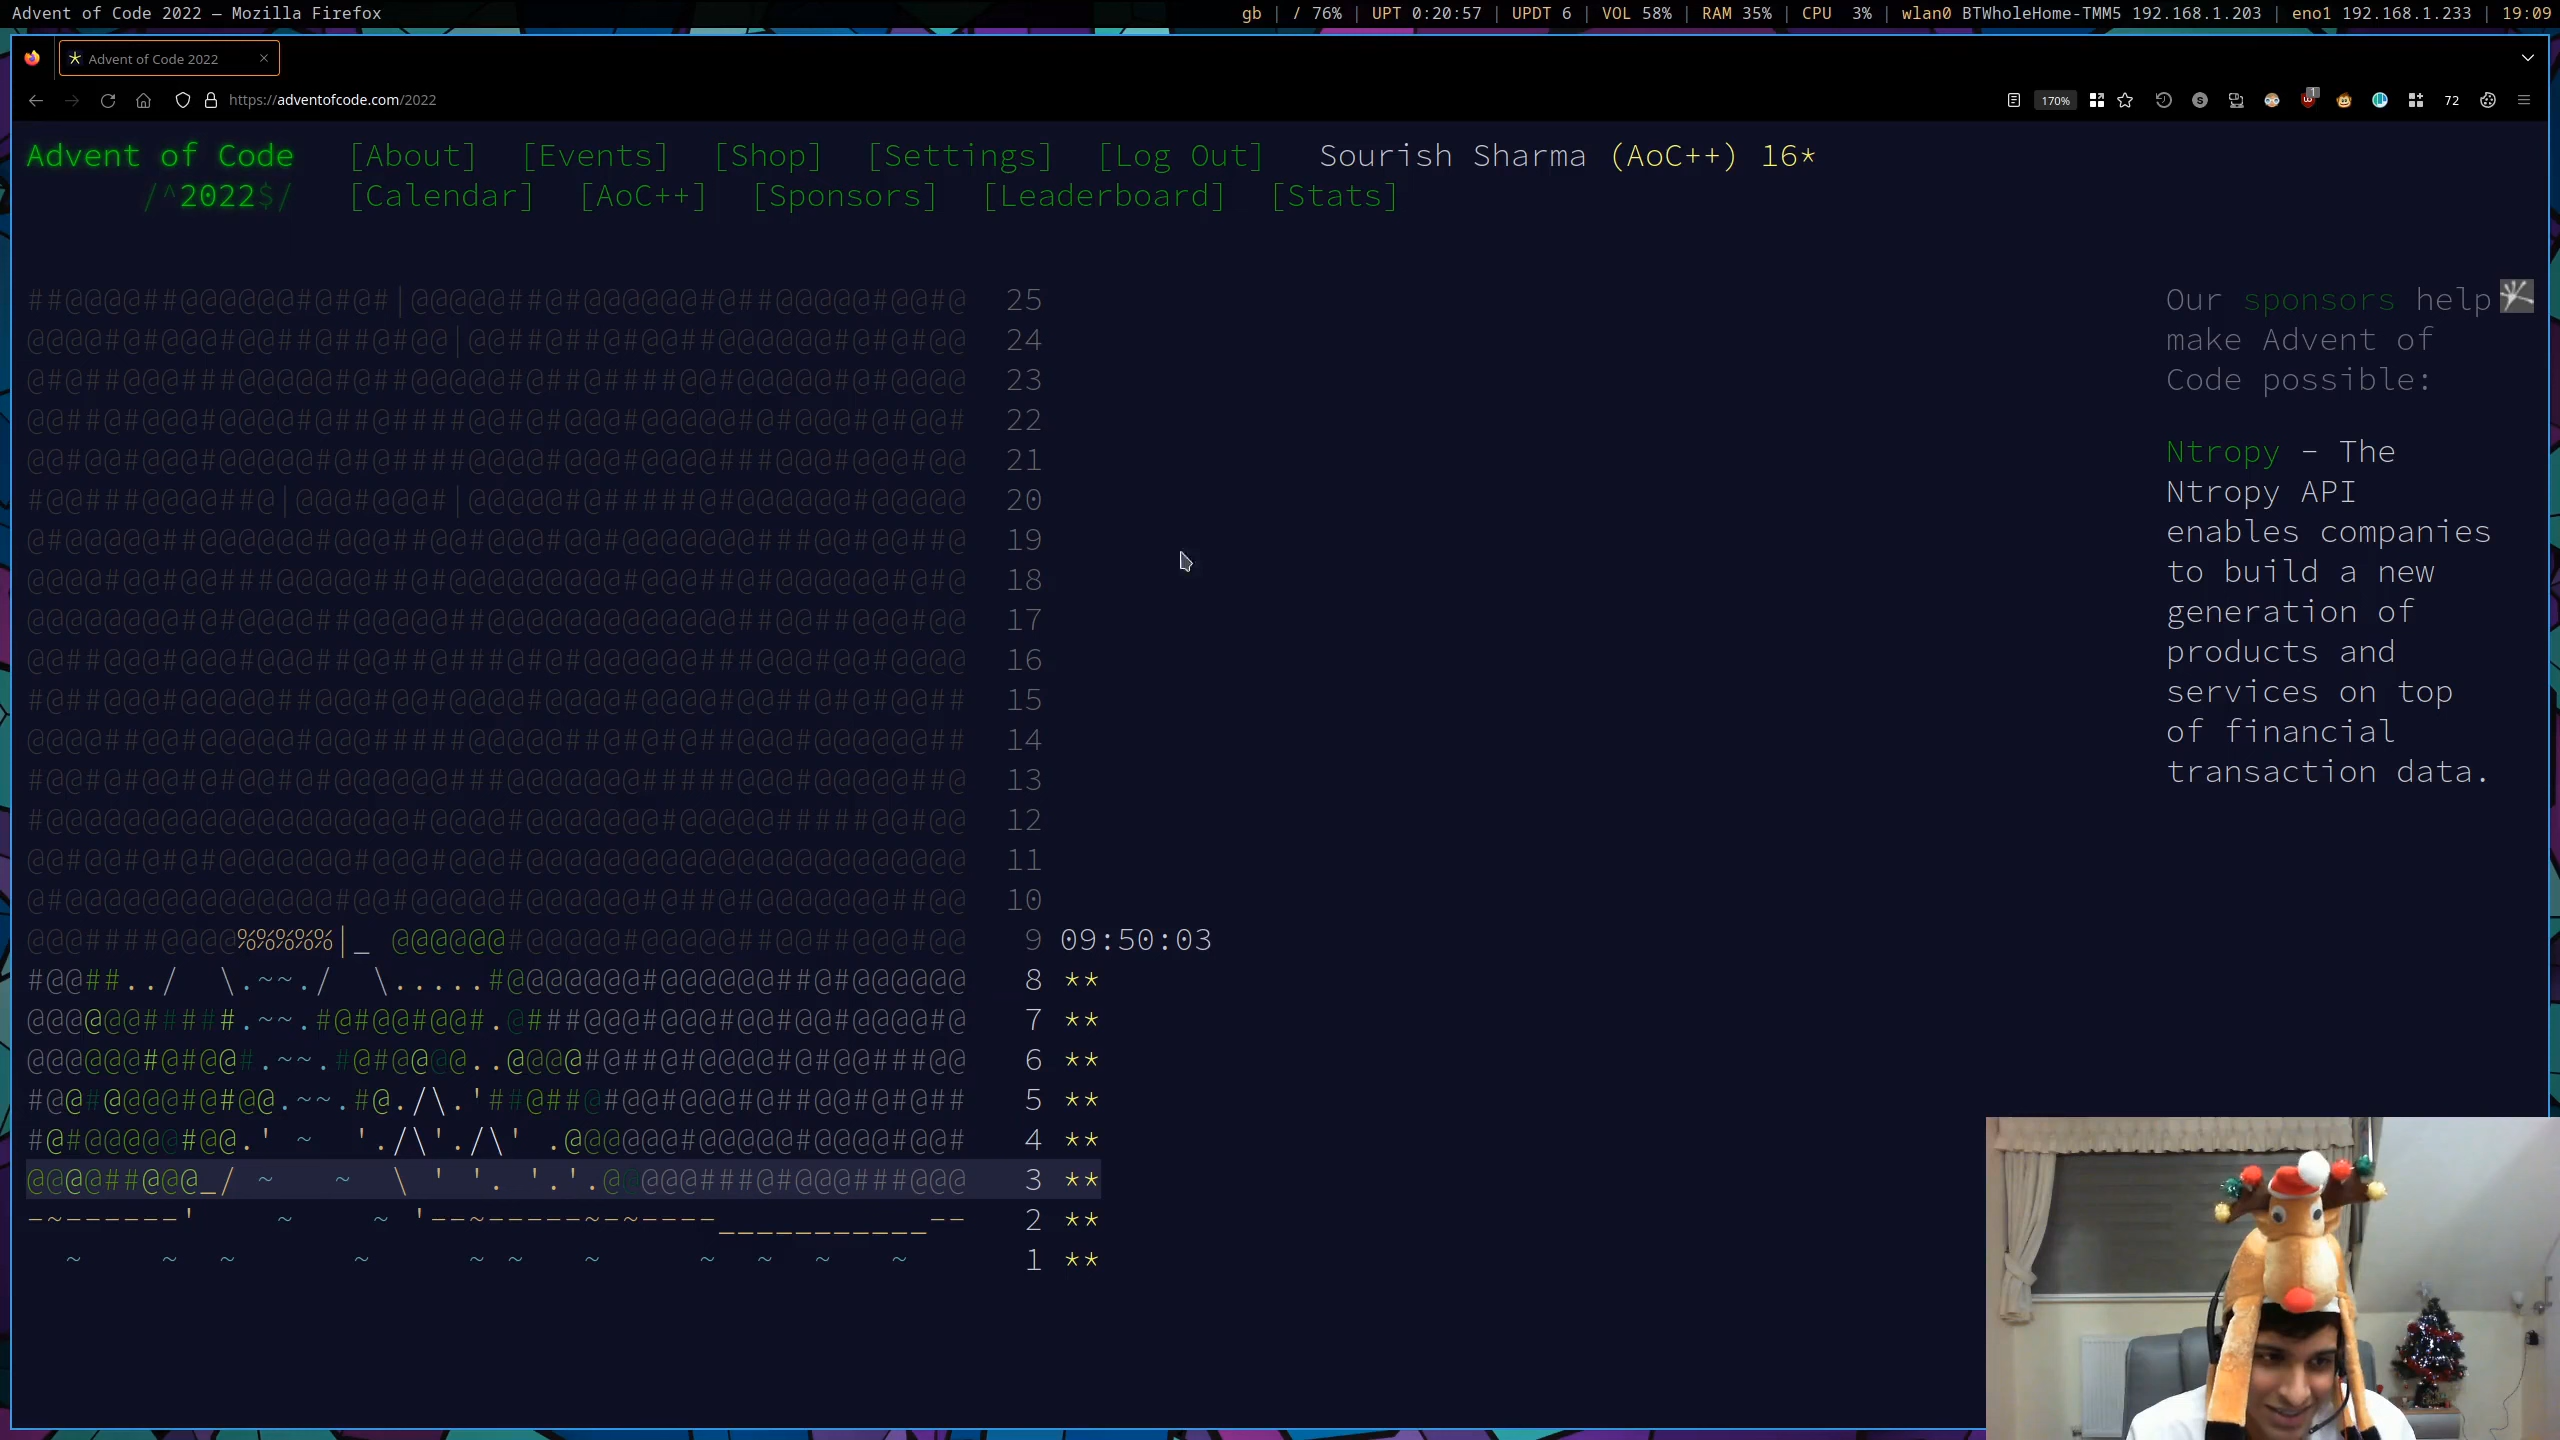 Advent of Code 2022 — Mozilla Firefox
gb | / 76% | UPT 0:20:57 | UPDT 6 | VOL 58% | RAM 35% | CPU 3% | wlan0 BTWholeHome-TMM5 192.168.1.203 | eno1 192.168.1.233 | 19:09
Advent of Code 2022
https://adventofcode.com/2022
170%
1
72
Advent of Code [About] [Events] [Shop] [Settings] [Log Out] Sourish Sharma (AoC++) 16*
/^2022$/ [Calendar] [AoC++] [Sponsors] [Leaderboard] [Stats]
25
24
23
22
21
20
19
18
17
16
15
14
13
12
11
10
9 09:50:03
8 **
7 **
6 **
5 **
4 **
3 **
2 **
1 **
Our sponsors help
make Advent of
Code possible:
Ntropy - The
Ntropy API
enables companies
to build a new
generation of
products and
services on top
of financial
transaction data.